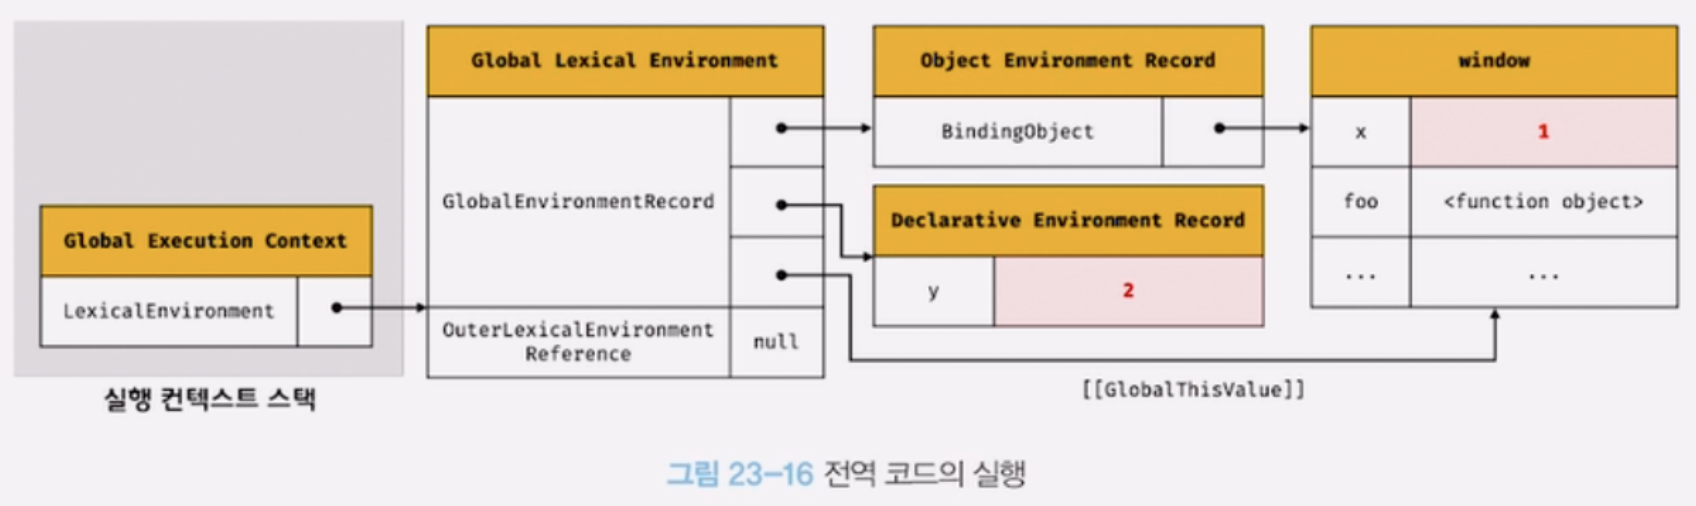 Global Execution Context
LexicalEnvironment
실행 컨텍스트 스택
Global Lexical Environment
GlobalEnvironmentRecord
OuterLexicalEnvironment
Reference
null
Object Environment Record
BindingObject
Declarative Environment Record
y
2
window
x
1
foo
<function object>
...
...
[[GlobalThisValue]]
그림 23–16 전역 코드의 실행